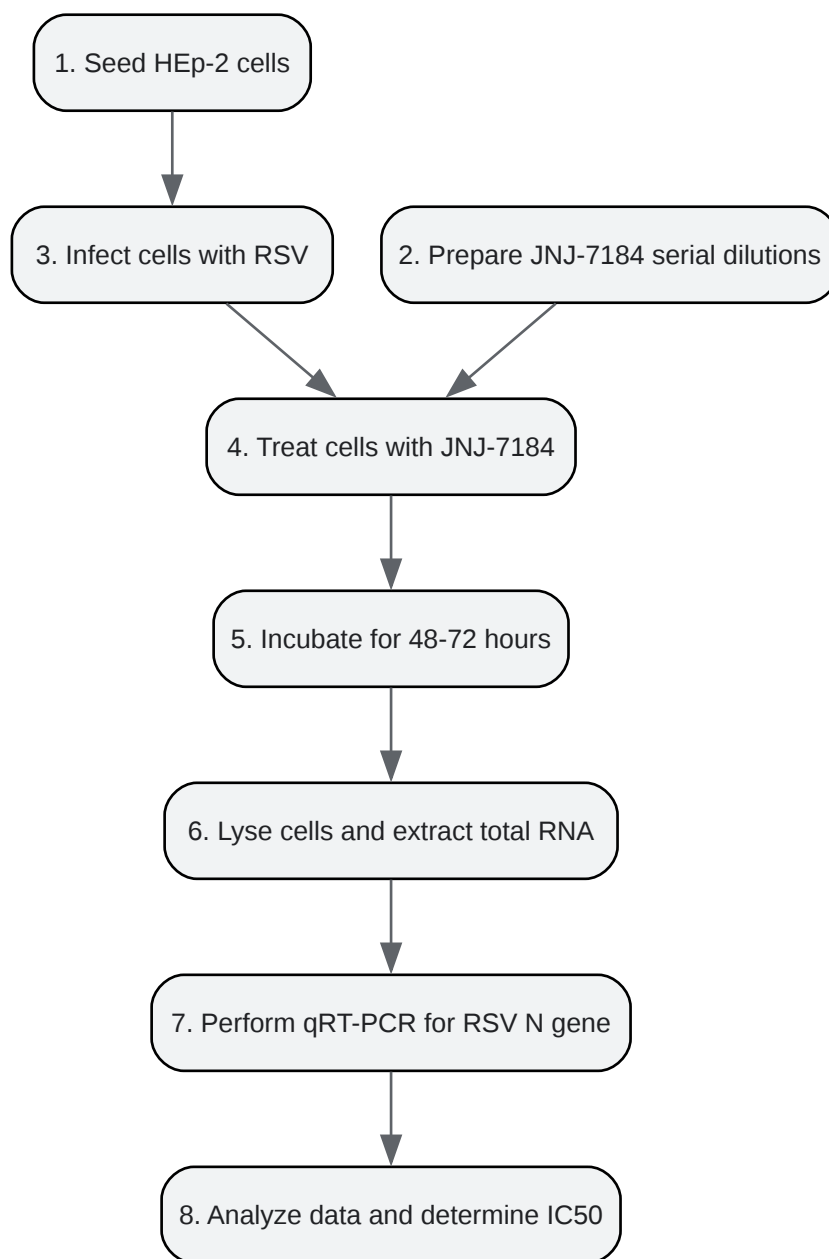 1. Seed HEp-2 cells
3. Infect cells with RSV
2. Prepare JNJ-7184 serial dilutions
4. Treat cells with JNJ-7184
5. Incubate for 48-72 hours
6. Lyse cells and extract total RNA
7. Perform qRT-PCR for RSV N gene
8. Analyze data and determine IC50